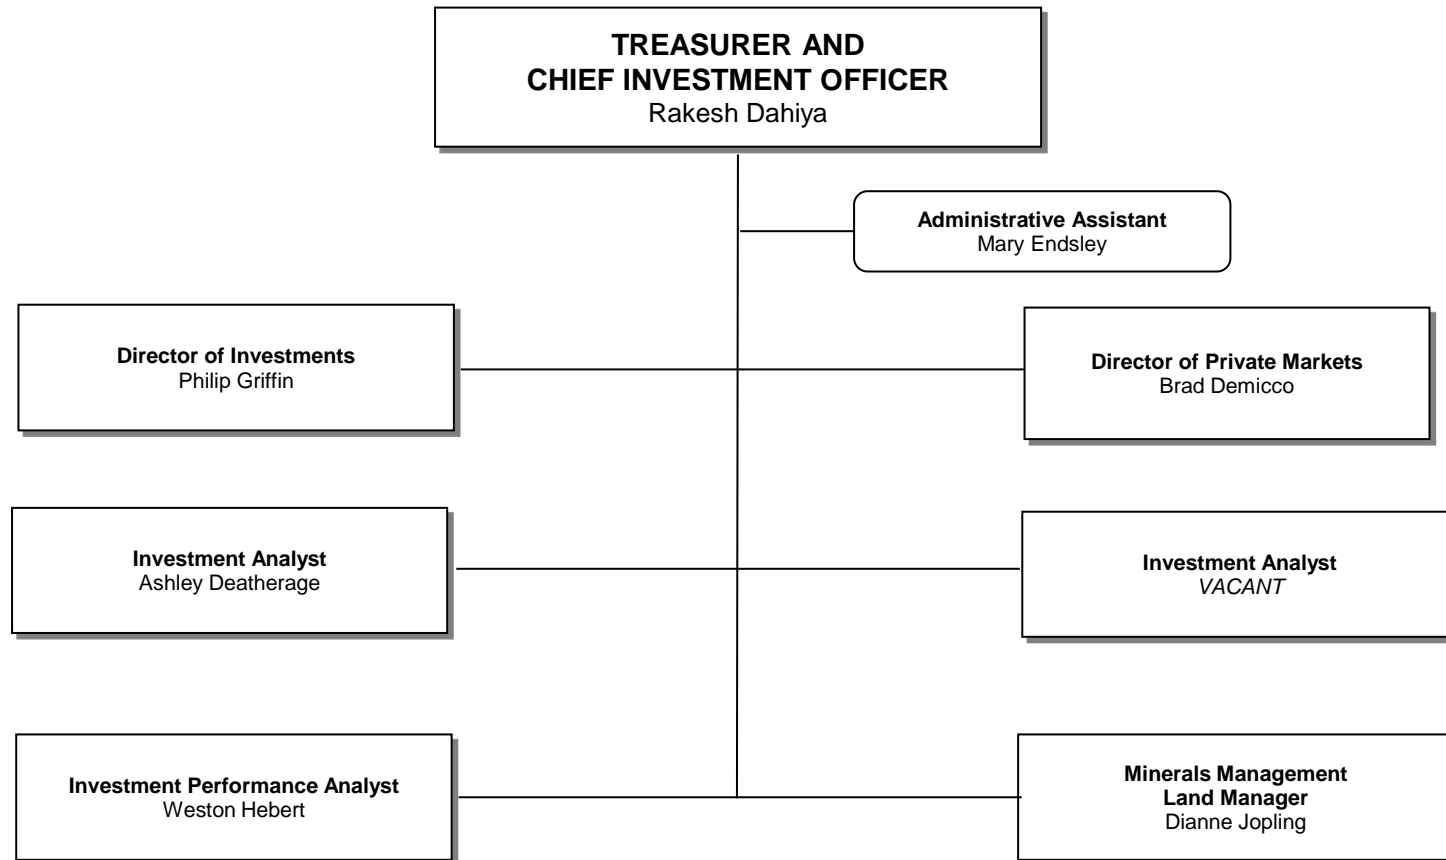 TREASURER AND
CHIEF INVESTMENT OFFICER
Rakesh Dahiya
Administrative Assistant
Mary Endsley
Director of Investments
Philip Griffin
Director of Private Markets
Brad Demicco
Investment Analyst
Ashley Deatherage
Investment Analyst
VACANT
Investment Performance Analyst
Weston Hebert
Minerals Management
Land Manager
Dianne Jopling